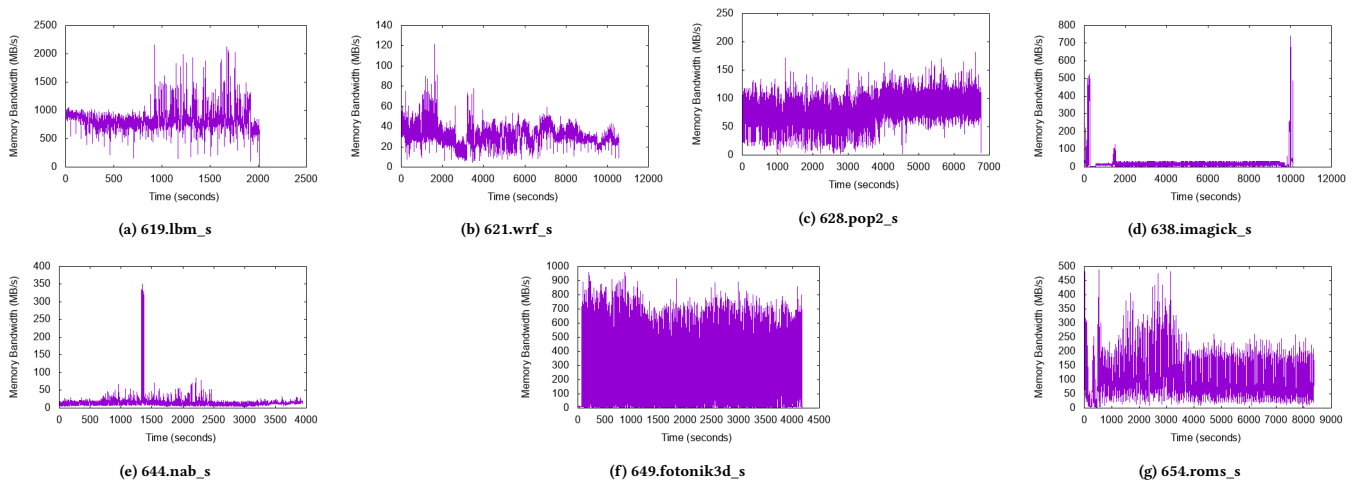 Memory Bandwidth (MB/s)
2500
2000
1500
1000
500
0
0 500 1000 1500 2000 2500
Time (seconds)
(a) 619.lbm_s
Memory Bandwidth (MB/s)
140
120
100
80
60
40
20
0
0 2000 4000 6000 8000 10000 12000
Time (seconds)
(b) 621.wrf_s
Memory Bandwidth (MB/s)
250
200
150
100
50
0
0 1000 2000 3000 4000 5000 6000 7000
Time (seconds)
(c) 628.pop2_s
Memory Bandwidth (MB/s)
800
700
600
500
400
300
200
100
0
0 2000 4000 6000 8000 10000 12000
Time (seconds)
(d) 638.imagick_s
Memory Bandwidth (MB/s)
400
350
300
250
200
150
100
50
0
0 500 1000 1500 2000 2500 3000 3500 4000
Time (seconds)
(e) 644.nab_s
Memory Bandwidth (MB/s)
1000
900
800
700
600
500
400
300
200
100
0
0 500 1000 1500 2000 2500 3000 3500 4000 4500
Time (seconds)
(f) 649.fotonik3d_s
Memory Bandwidth (MB/s)
500
450
400
350
300
250
200
150
100
50
0
0 1000 2000 3000 4000 5000 6000 7000 8000 9000
Time (seconds)
(g) 654.roms_s